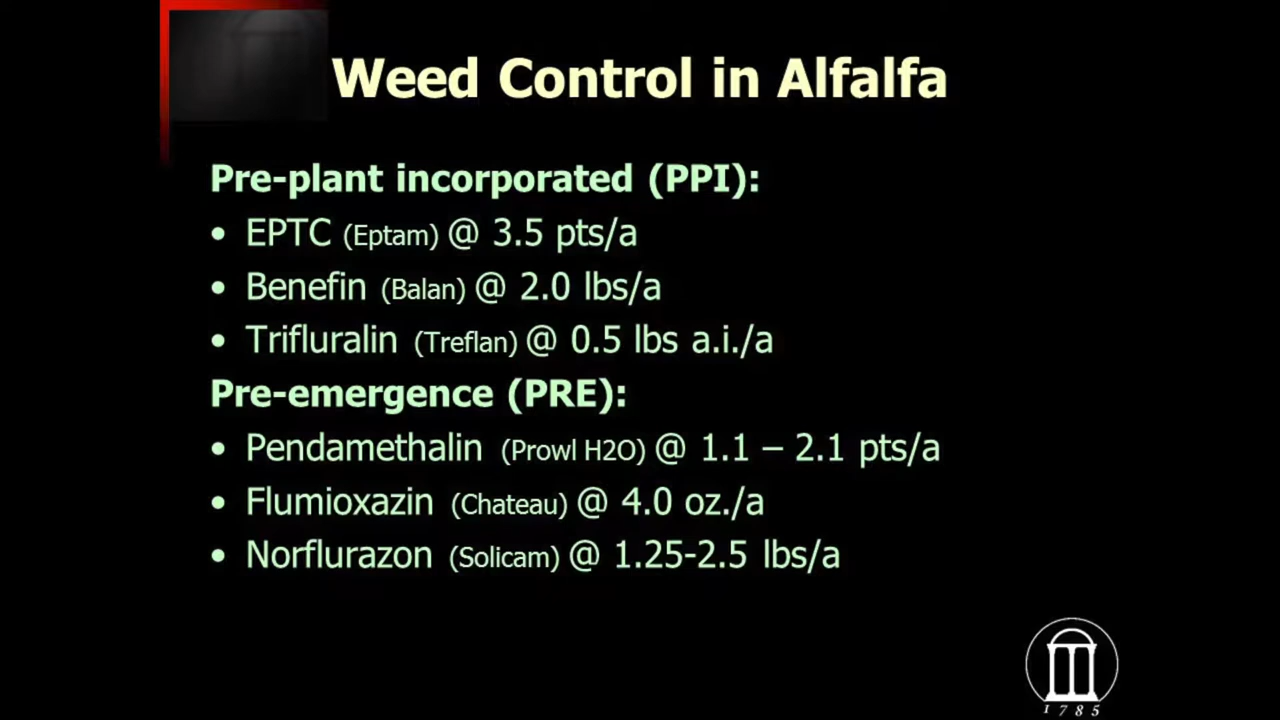 Weed Control in Alfalfa
Pre-plant incorporated (PPI):
• EPTC (Eptam) @ 3.5 pts/a
• Benefin (Balan) @ 2.0 lbs/a
• Trifluralin (Treflan) @ 0.5 lbs a.i./a
Pre-emergence (PRE):
• Pendamethalin (Prowl H2O) @ 1.1 – 2.1 pts/a
• Flumioxazin (Chateau) @ 4.0 oz./a
• Norflurazon (Solicam) @ 1.25-2.5 lbs/a
1785